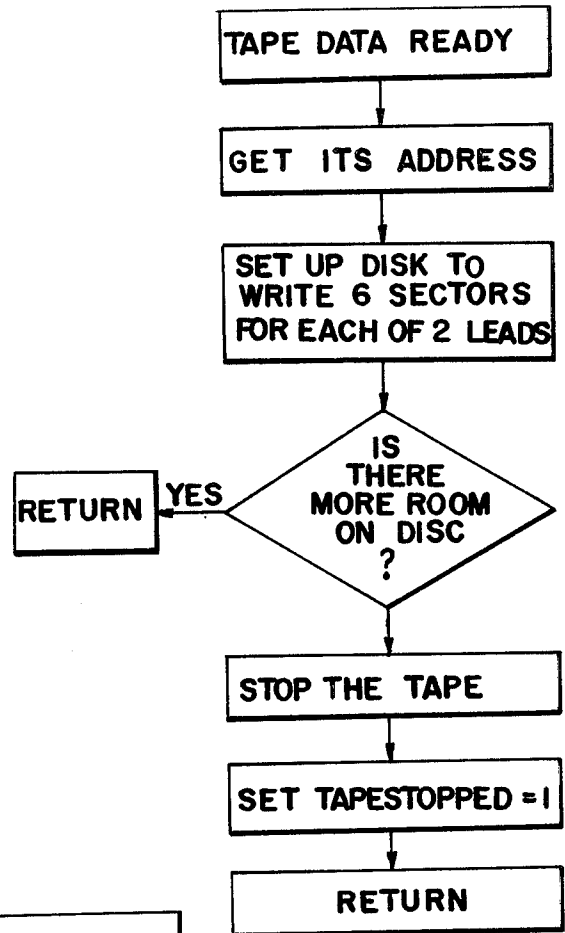 TAPE DATA READY
GET ITS ADDRESS
SET UP DISK TO
WRITE 6 SECTORS
FOR EACH OF 2 LEADS
IS
THERE
MORE ROOM
ON DISC
?
YES
RETURN
STOP THE TAPE
SET TAPESTOPPED = 1
RETURN